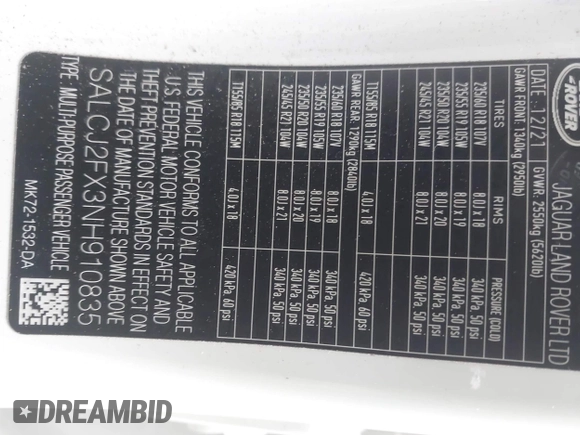 ROVER
JAGUAR LAND ROVER LTD
DATE: 12/21 GVWR: 2550kg (5620lb)
GAWR FRONT: 1340kg (2950lb)
TIRES RIMS PRESSURE (COLD)
235/60 R18 107V 8.0J x 18 340 kPa, 50 psi
235/55 R19 105W 8.0J x 19 340 kPa, 50 psi
235/50 R20 104W 8.0J x 20 340 kPa, 50 psi
245/45 R21 104W 8.0J x 21 340 kPa, 50 psi
T155/85 R18 115M 4.0J x 18 420 kPa, 60 psi
GAWR REAR: 1290kg (2840lb)
235/60 R18 107V 8.0J x 18 340 kPa, 50 psi
235/55 R19 105W 8.0J x 19 340 kPa, 50 psi
235/50 R20 104W 8.0J x 20 340 kPa, 50 psi
245/45 R21 104W 8.0J x 21 340 kPa, 50 psi
T155/85 R18 115M 4.0J x 18 420 kPa, 60 psi
THIS VEHICLE CONFORMS TO ALL APPLICABLE
U.S. FEDERAL MOTOR VEHICLE SAFETY AND
THEFT PREVENTION STANDARDS IN EFFECT ON
THE DATE OF MANUFACTURE SHOWN ABOVE
SALCJ2FX3NH910835
TYPE: MULTI-PURPOSE PASSENGER VEHICLE
MK72-1532-DA
DREAMBID